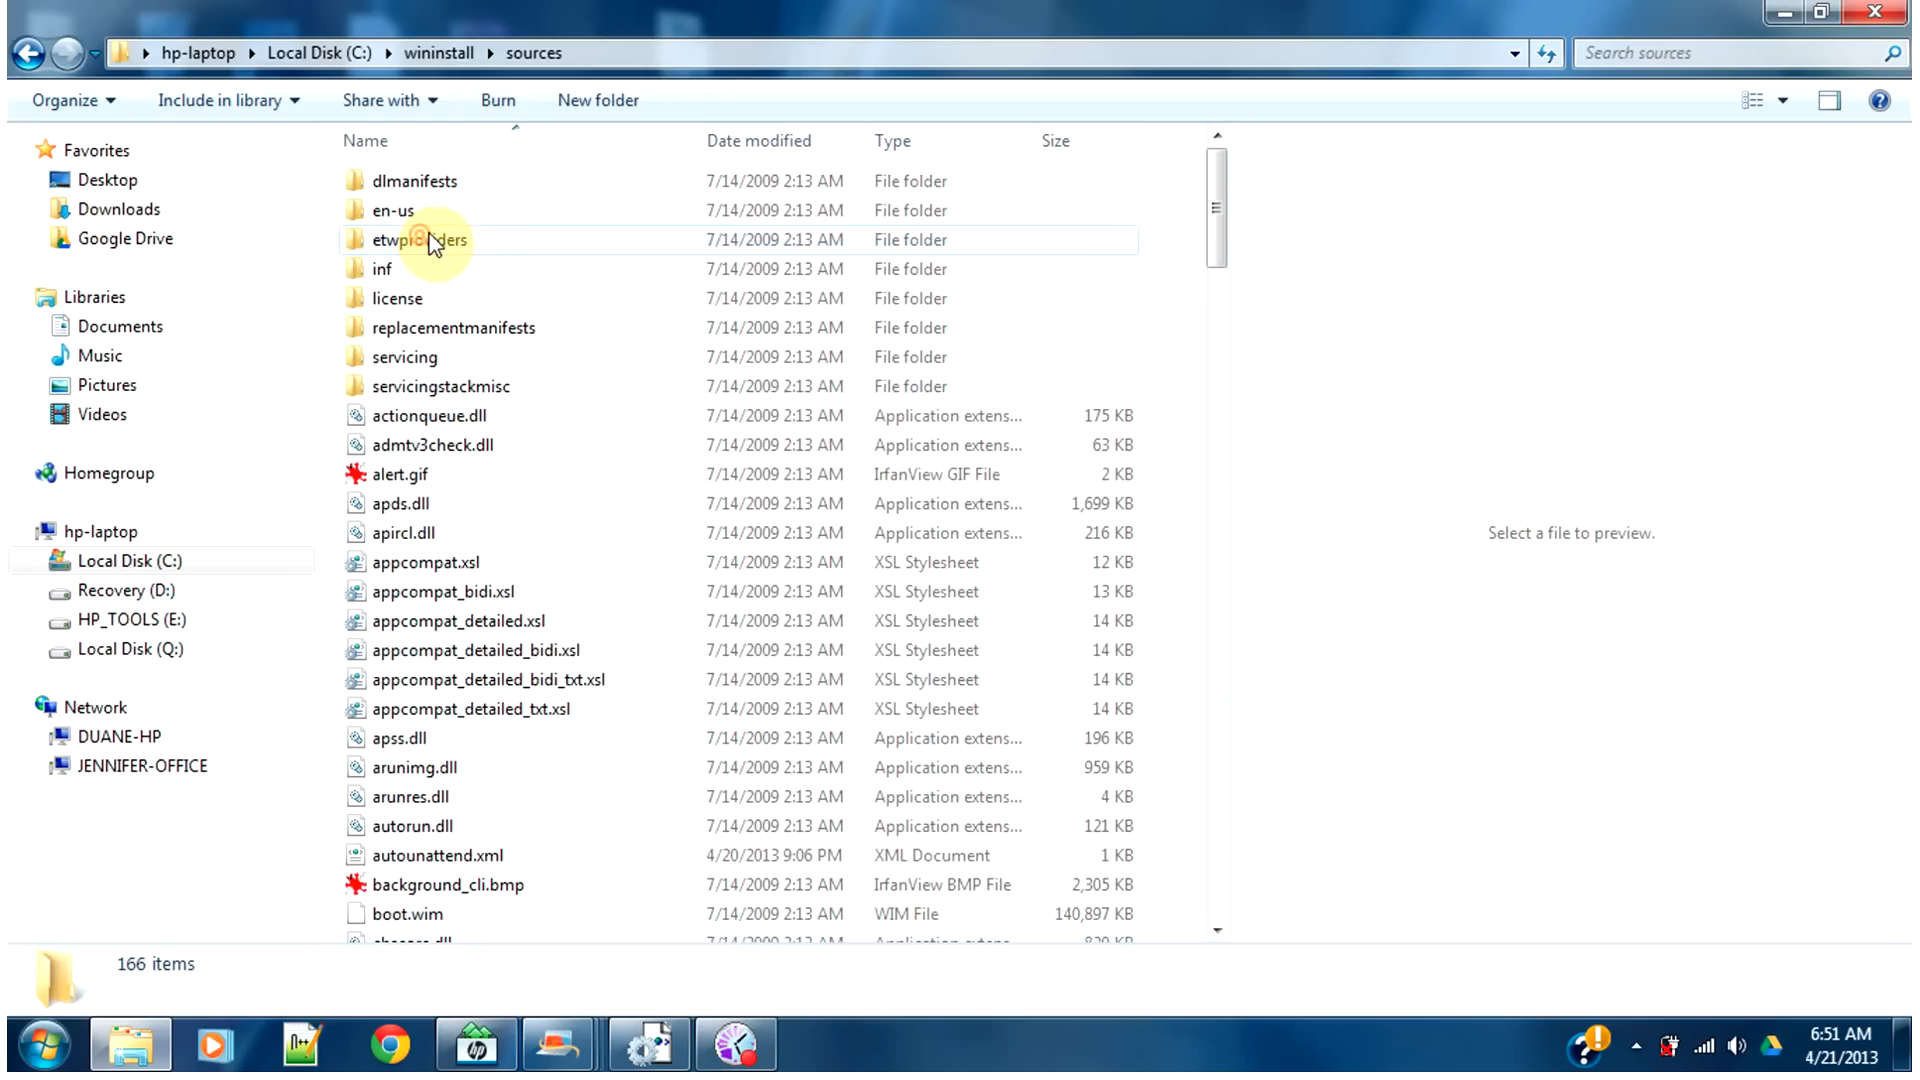 hp-laptop Local Disk (C:) wininstall sources Search sources
Organize Include in library Share with Burn New folder
Name Date modified Type Size
Favorites
Desktop
Downloads
Google Drive
Libraries
Documents
Music
Pictures
Videos
Homegroup
hp-laptop
Local Disk (C:)
Recovery (D:)
HP_TOOLS (E:)
Local Disk (Q:)
Network
DUANE-HP
JENNIFER-OFFICE
dlmanifests 7/14/2009 2:13 AM File folder
en-us 7/14/2009 2:13 AM File folder
etwproviders 7/14/2009 2:13 AM File folder
inf 7/14/2009 2:13 AM File folder
license 7/14/2009 2:13 AM File folder
replacementmanifests 7/14/2009 2:13 AM File folder
servicing 7/14/2009 2:13 AM File folder
servicingstackmisc 7/14/2009 2:13 AM File folder
actionqueue.dll 7/14/2009 2:13 AM Application extens... 175 KB
admtv3check.dll 7/14/2009 2:13 AM Application extens... 63 KB
alert.gif 7/14/2009 2:13 AM IrfanView GIF File 2 KB
apds.dll 7/14/2009 2:13 AM Application extens... 1,699 KB
apircl.dll 7/14/2009 2:13 AM Application extens... 216 KB
appcompat.xsl 7/14/2009 2:13 AM XSL Stylesheet 12 KB
appcompat_bidi.xsl 7/14/2009 2:13 AM XSL Stylesheet 13 KB
appcompat_detailed.xsl 7/14/2009 2:13 AM XSL Stylesheet 14 KB
appcompat_detailed_bidi.xsl 7/14/2009 2:13 AM XSL Stylesheet 14 KB
appcompat_detailed_bidi_txt.xsl 7/14/2009 2:13 AM XSL Stylesheet 14 KB
appcompat_detailed_txt.xsl 7/14/2009 2:13 AM XSL Stylesheet 14 KB
apss.dll 7/14/2009 2:13 AM Application extens... 196 KB
arunimg.dll 7/14/2009 2:13 AM Application extens... 959 KB
arunres.dll 7/14/2009 2:13 AM Application extens... 4 KB
autorun.dll 7/14/2009 2:13 AM Application extens... 121 KB
autounattend.xml 4/20/2013 9:06 PM XML Document 1 KB
background_cli.bmp 7/14/2009 2:13 AM IrfanView BMP File 2,305 KB
boot.wim 7/14/2009 2:13 AM WIM File 140,897 KB
Select a file to preview.
166 items
N++
hp
6:51 AM
4/21/2013